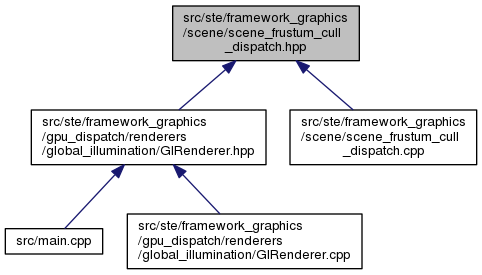 src/ste/framework_graphics
/scene/scene_frustum_cull
_dispatch.hpp
src/ste/framework_graphics
/gpu_dispatch/renderers
/global_illumination/GIRenderer.hpp
src/ste/framework_graphics
/scene/scene_frustum_cull
_dispatch.cpp
src/main.cpp
src/ste/framework_graphics
/gpu_dispatch/renderers
/global_illumination/GIRenderer.cpp